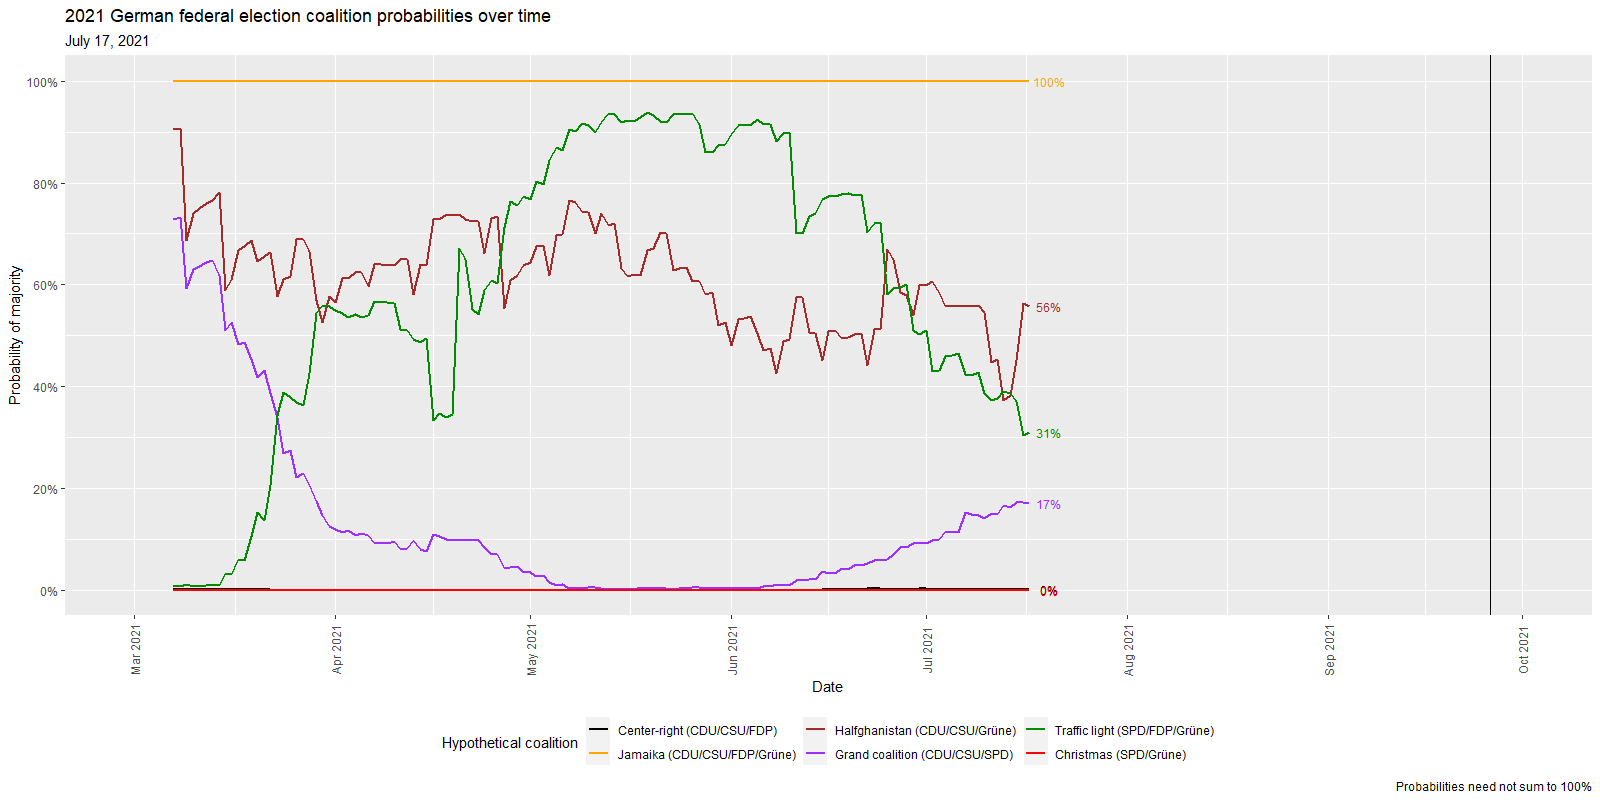 2021 German federal election coalition probabilities over time
July 17, 2021
Probability of majority
100%
80%
60%
40%
20%
0%
100%
56%
31%
17%
0%
Mar 2021
Apr 2021
May 2021
Jun 2021
Jul 2021
Aug 2021
Sep 2021
Oct 2021
Date
Hypothetical coalition
Center-right (CDU/CSU/FDP)
Halfghanistan (CDU/CSU/Grüne)
Traffic light (SPD/FDP/Grüne)
Jamaika (CDU/CSU/FDP/Grüne)
Grand coalition (CDU/CSU/SPD)
Christmas (SPD/Grüne)
Probabilities need not sum to 100%